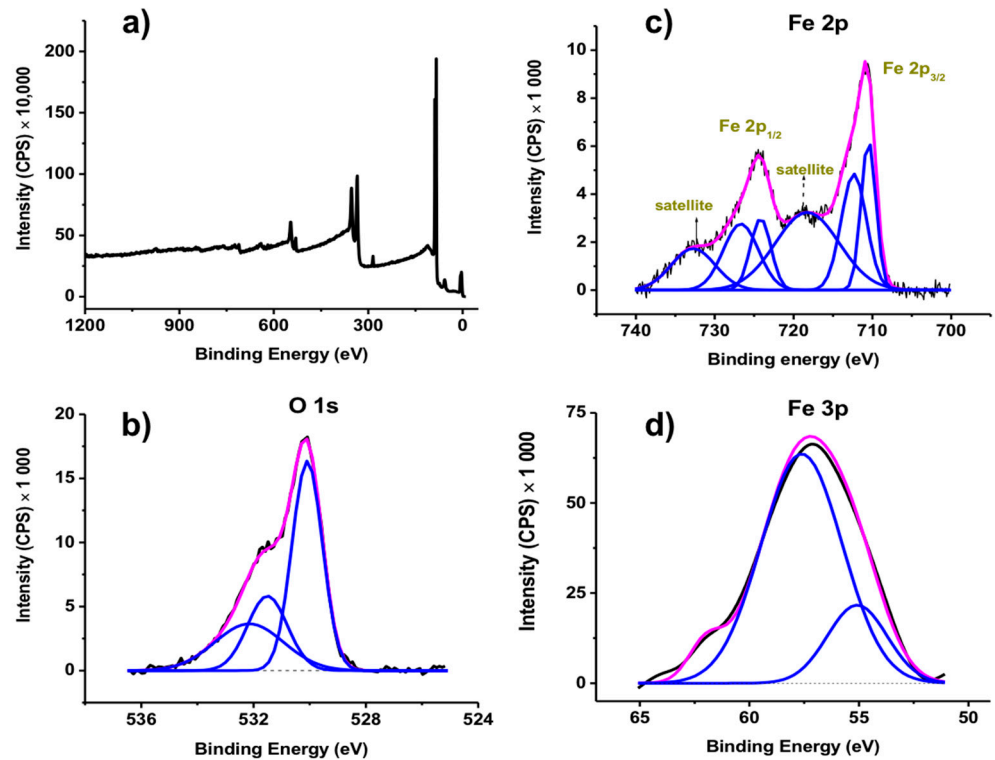 a)
Intensity (CPS) × 10,000
200
150
100
50
0
1200
900
600
300
0
Binding Energy (eV)
c)
Fe 2p
Fe 2p3/2
Fe 2p1/2
satellite
satellite
Intensity (CPS) × 1 000
10
8
6
4
2
0
740
730
720
710
700
Binding energy (eV)
b)
O 1s
Intensity (CPS) × 1 000
20
15
10
5
0
536
532
528
524
Binding Energy (eV)
d)
Fe 3p
Intensity (CPS) × 1 000
75
50
25
0
65
60
55
50
Binding Energy (eV)